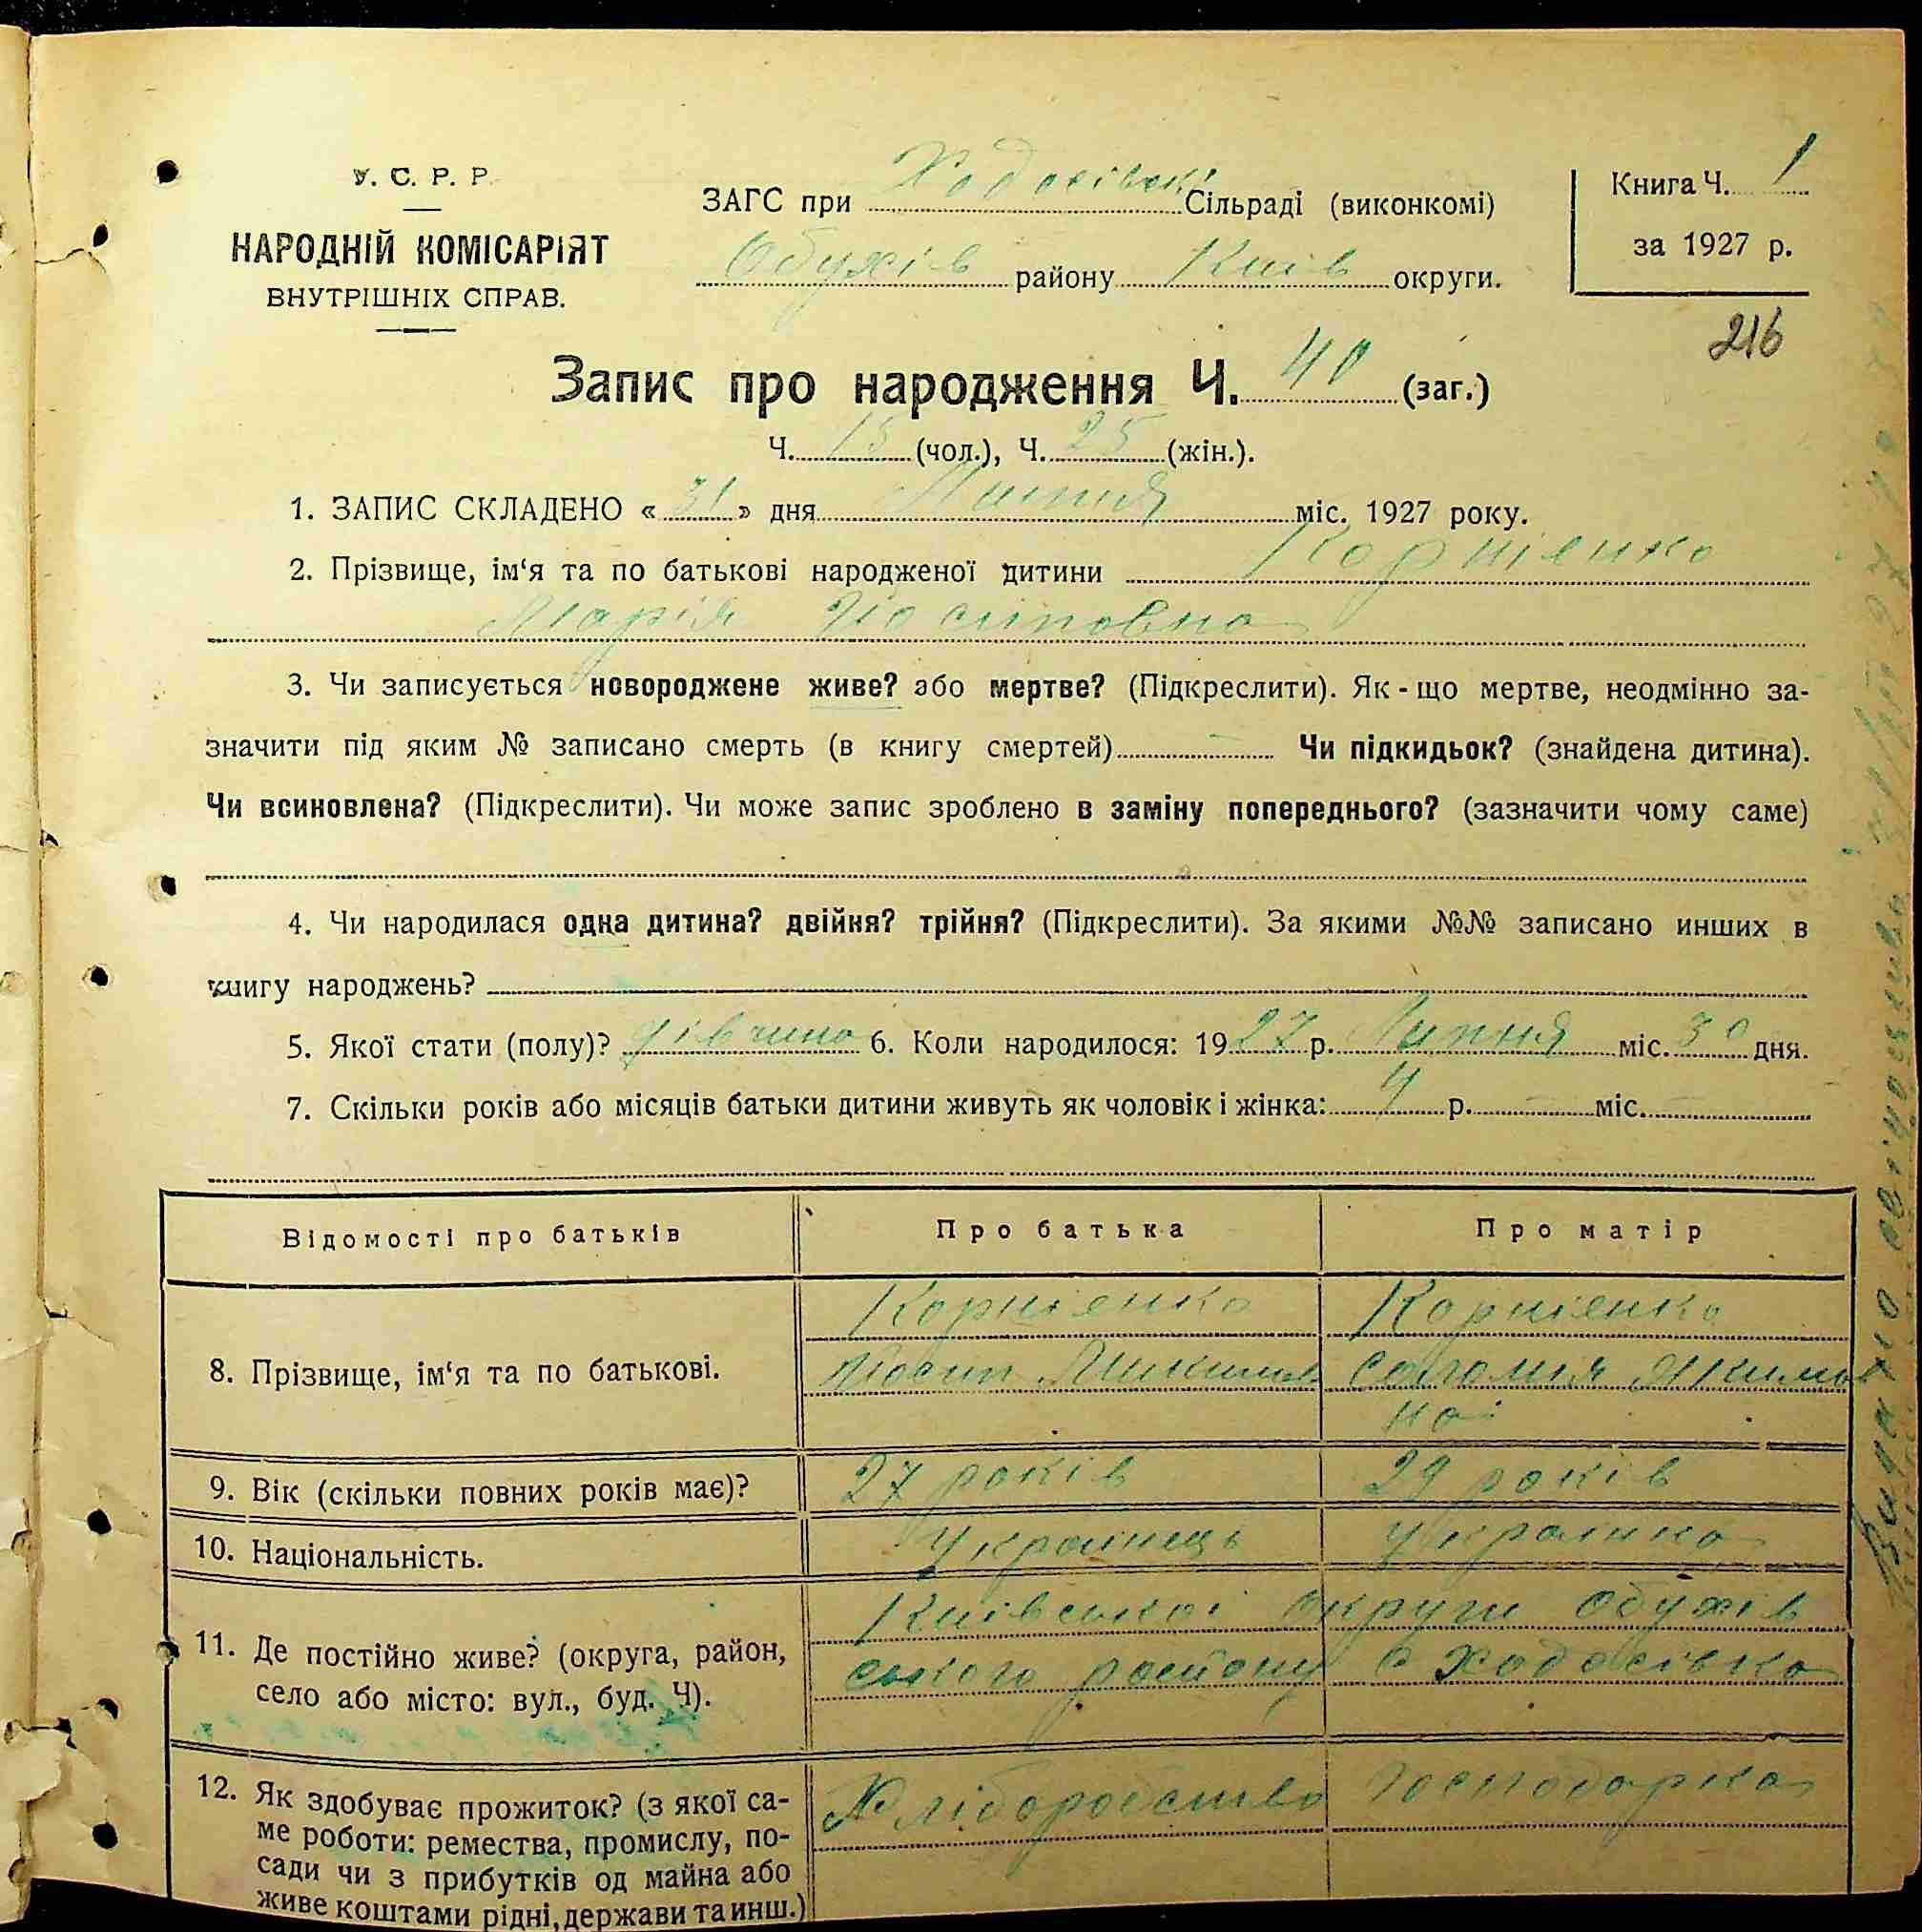 У. С. Р. Р.
НАРОДНІЙ КОМІСАРІЯТ
ВНУТРІШНІХ СПРАВ.
ЗАГС при Ходосівські Сільраді (виконкомі)
Обухів району Київ округи.
Книга Ч. 1
за 1927 р.
216
Запис про народження Ч. 40 (заг.)
Ч. 15 (чол.), Ч. 25 (жін.).
1. ЗАПИС СКЛАДЕНО « 31 » дня Липня міс. 1927 року.
2. Прізвище, ім‘я та по батькові народженої дитини Корніенко
Марія Йосиповна
3. Чи записується новороджене живе? або мертве? (Підкреслити). Як-що мертве, неодмінно за-
значити під яким № записано смерть (в книгу смертей) — Чи підкидьок? (знайдена дитина).
Чи всиновлена? (Підкреслити). Чи може запис зроблено в заміну попереднього? (зазначити чому саме)
4. Чи народилася одна дитина? двійня? трійня? (Підкреслити). За якими №№ записано инших в
книгу народжень?
5. Якої стати (полу)? дівчина 6. Коли народилося: 1927 р. Липня міс. 30 дня.
7. Скільки років або місяців батьки дитини живуть як чоловік і жінка: 4 р. — міс. —
Відомості про батьків Про батька Про матір
Корніенко Корніенко
8. Прізвище, ім‘я та по батькові. Йосип Соломія Якимов
на
9. Вік (скільки повних років має)? 27 років 29 років
10. Національність. Українець Українка
Київської округи Обухів
11. Де постійно живе? (округа, район, ського району с Ходосівка
село або місто: вул., буд. Ч).
12. Як здобуває прожиток? (з якої са- Хліборобство господарка
ме роботи: ремества, промислу, по-
сади чи з прибутків од майна або
живе коштами рідні, держави та инш.)